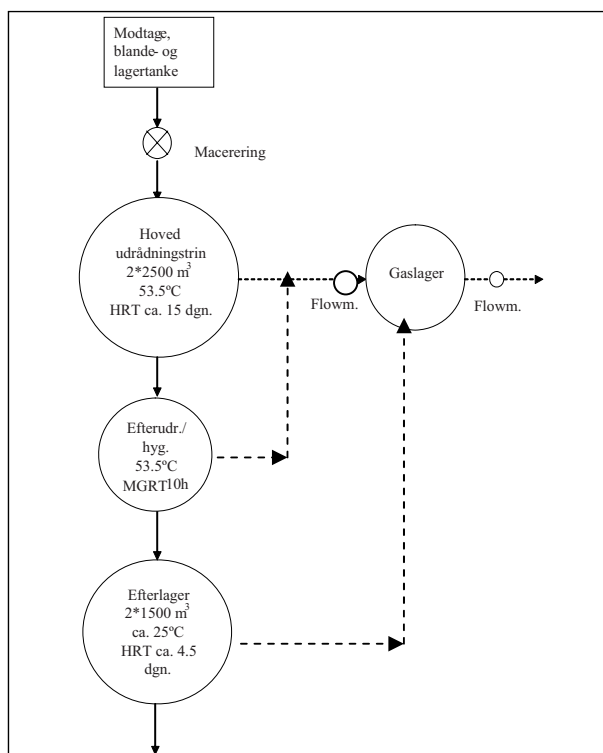 Modtage,
blande- og
lagertanke
Macerering
Hoved
udrådningstrin
2*2500 m³
53.5ºC
HRT ca. 15 dgn.
Gaslager
Flowm.
Flowm.
Efterudr./
hyg.
53.5ºC
MGRT10h
Efterlager
2*1500 m³
ca. 25ºC
HRT ca. 4.5
dgn.